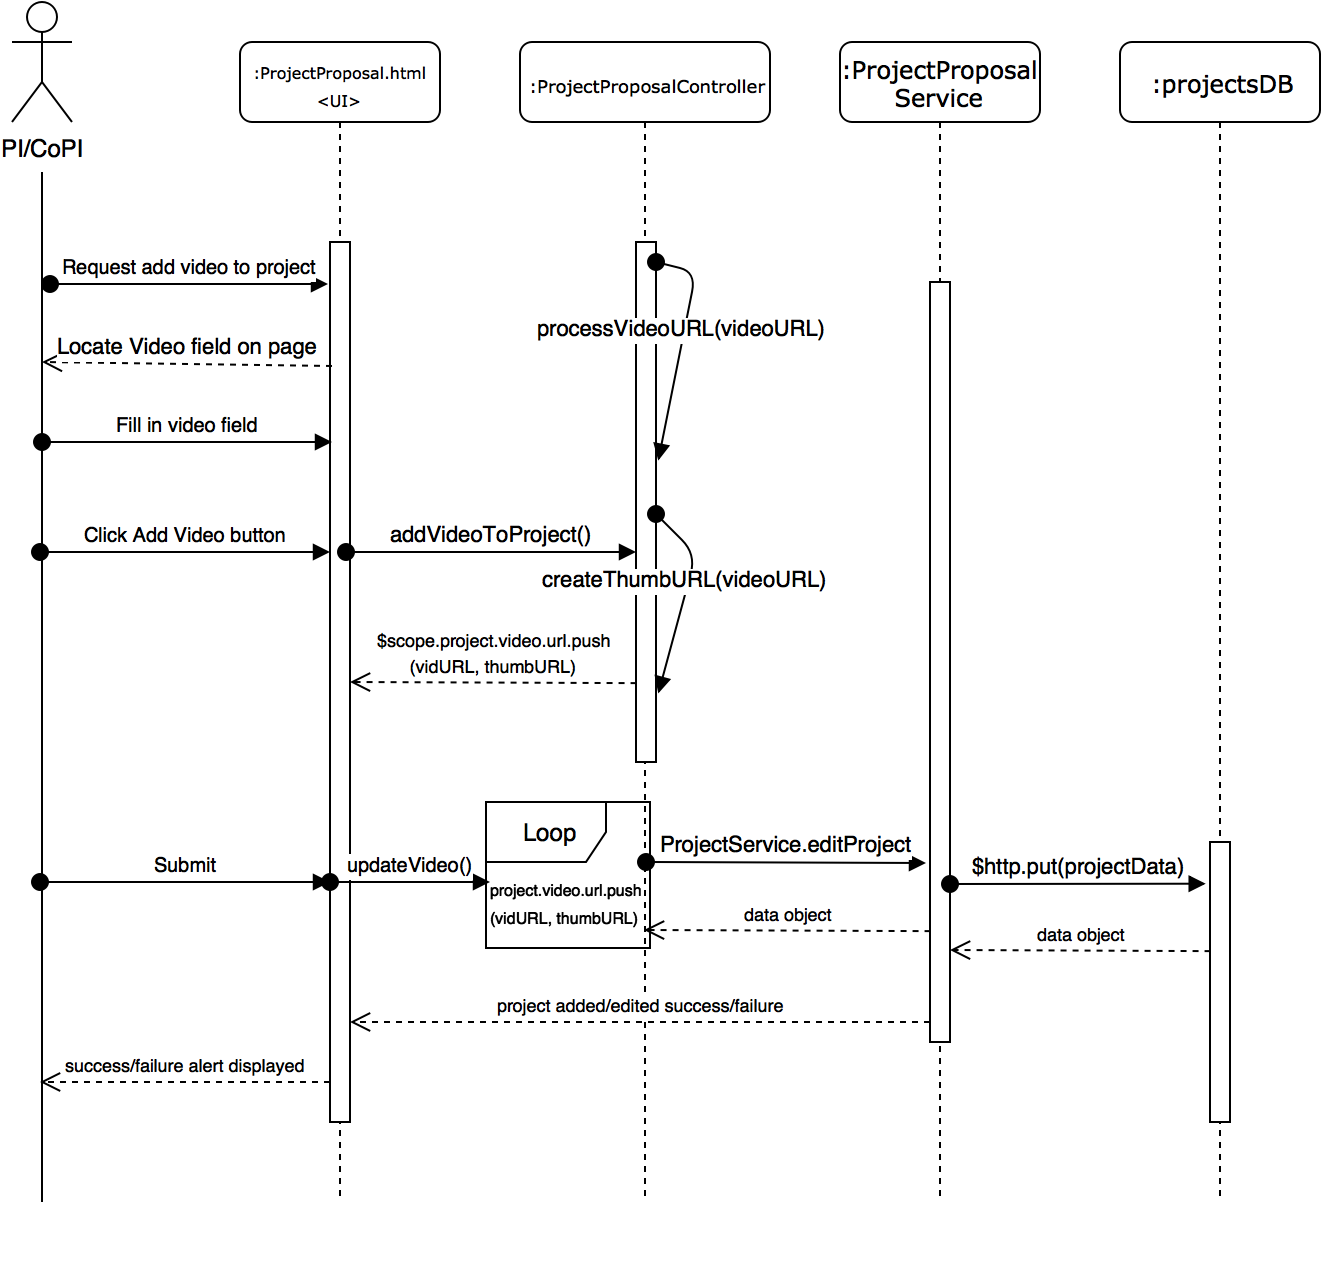 :ProjectProposal.html
<UI>
:ProjectProposalController
:ProjectProposal
Service
:projectsDB
PI/CoPI
Request add video to project
processVideoURL(videoURL)
Locate Video field on page
Fill in video field
Click Add Video button
addVideoToProject()
createThumbURL(videoURL)
$scope.project.video.url.push
(vidURL, thumbURL)
Loop
ProjectService.editProject
Submit
updateVideo()
$http.put(projectData)
project.video.url.push
(vidURL, thumbURL)
data object
data object
project added/edited success/failure
success/failure alert displayed